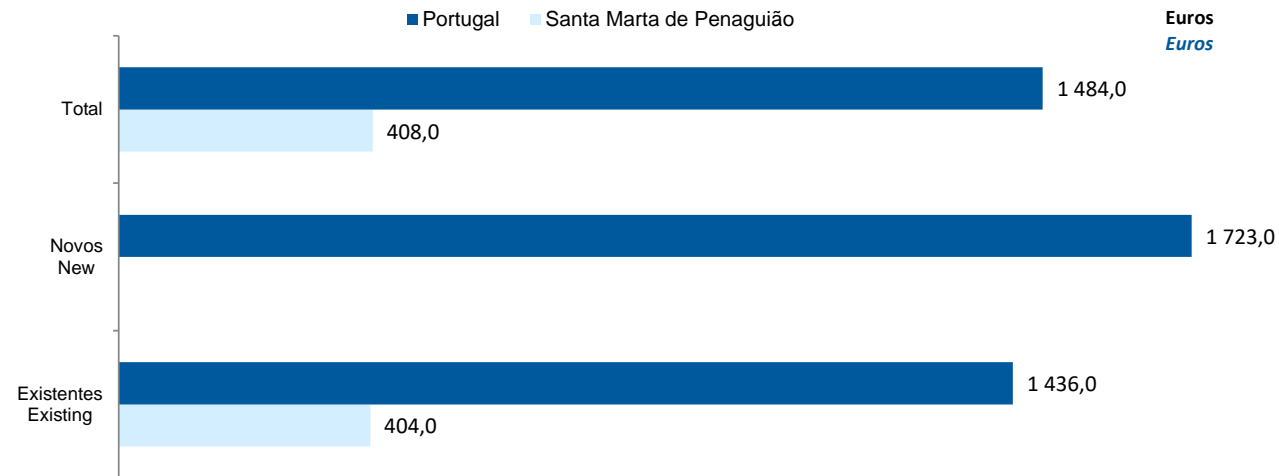 Portugal Santa Marta de Penaguião
Euros
Euros
Total
1 484,0
408,0
Novos
New
1 723,0
Existentes
Existing
1 436,0
404,0